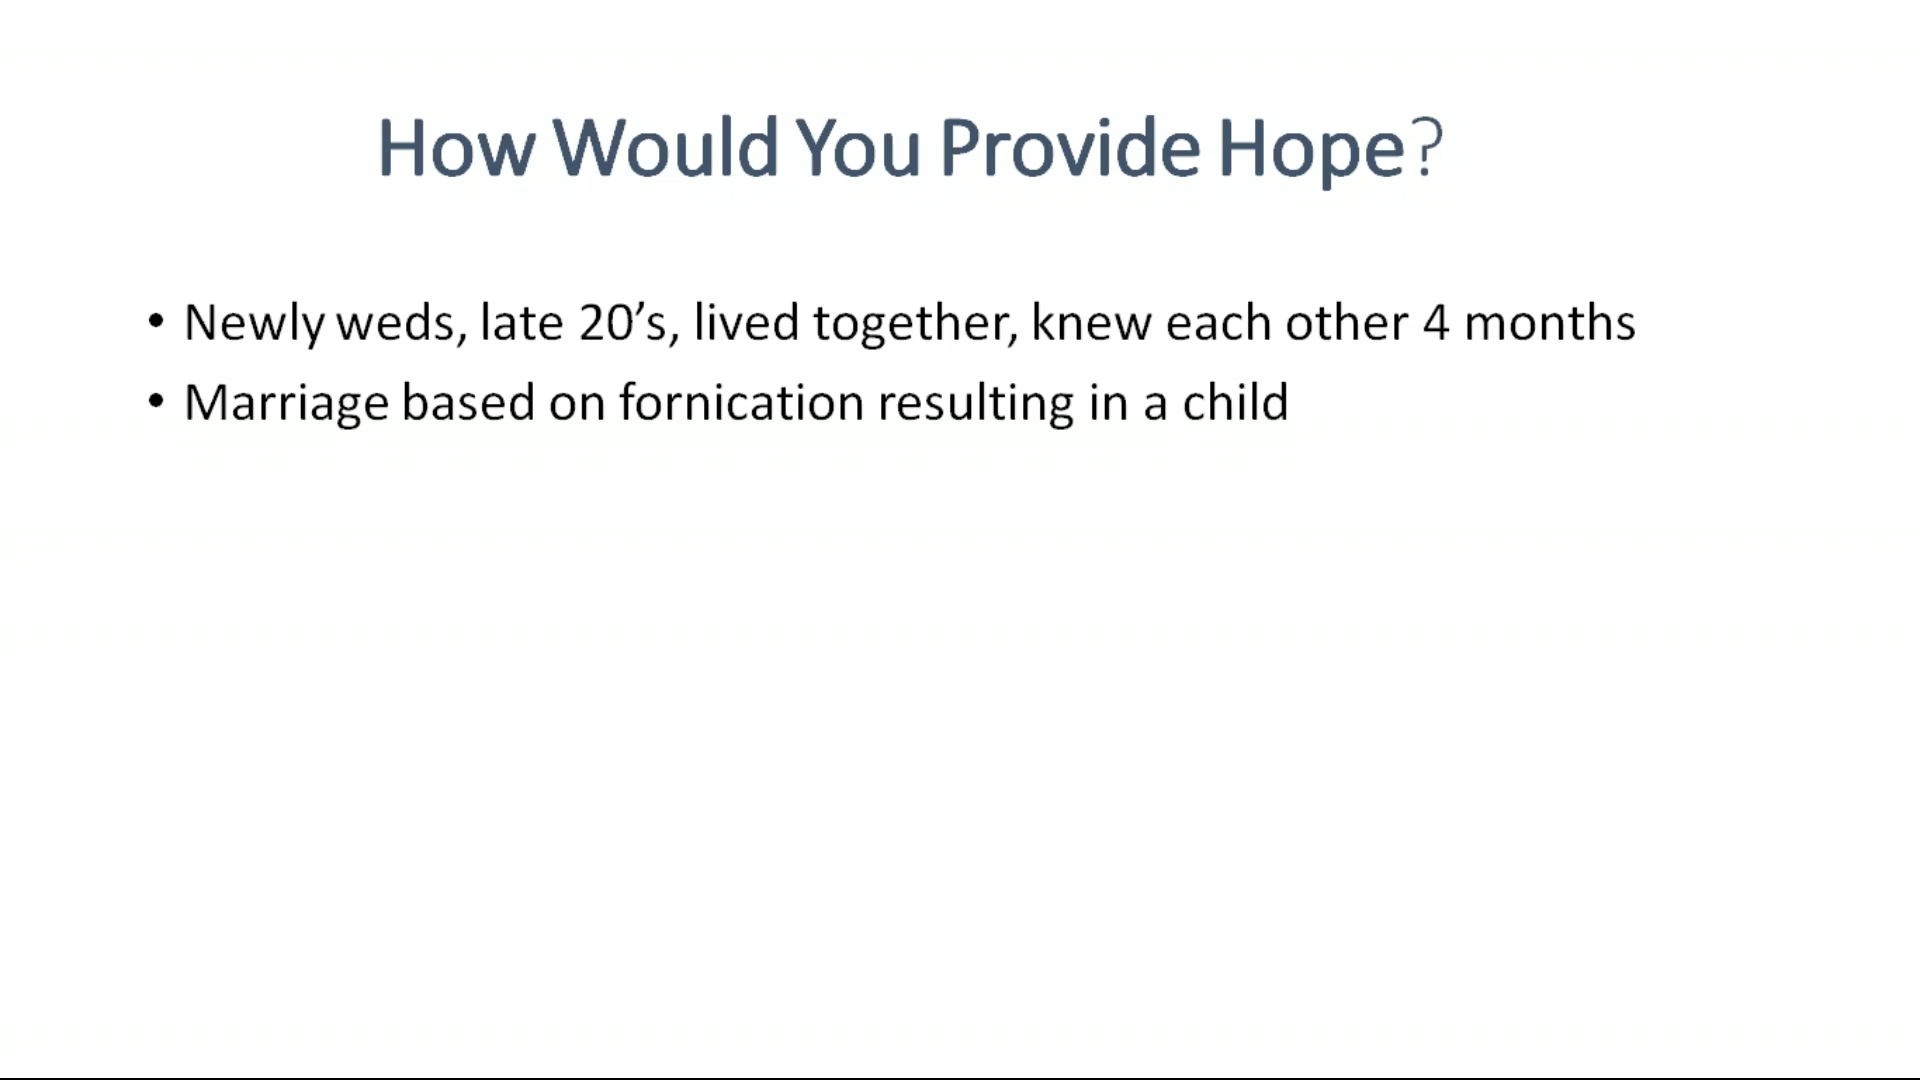 How Would You Provide Hope?
• Newly weds, late 20’s, lived together, knew each other 4 months
• Marriage based on fornication resulting in a child